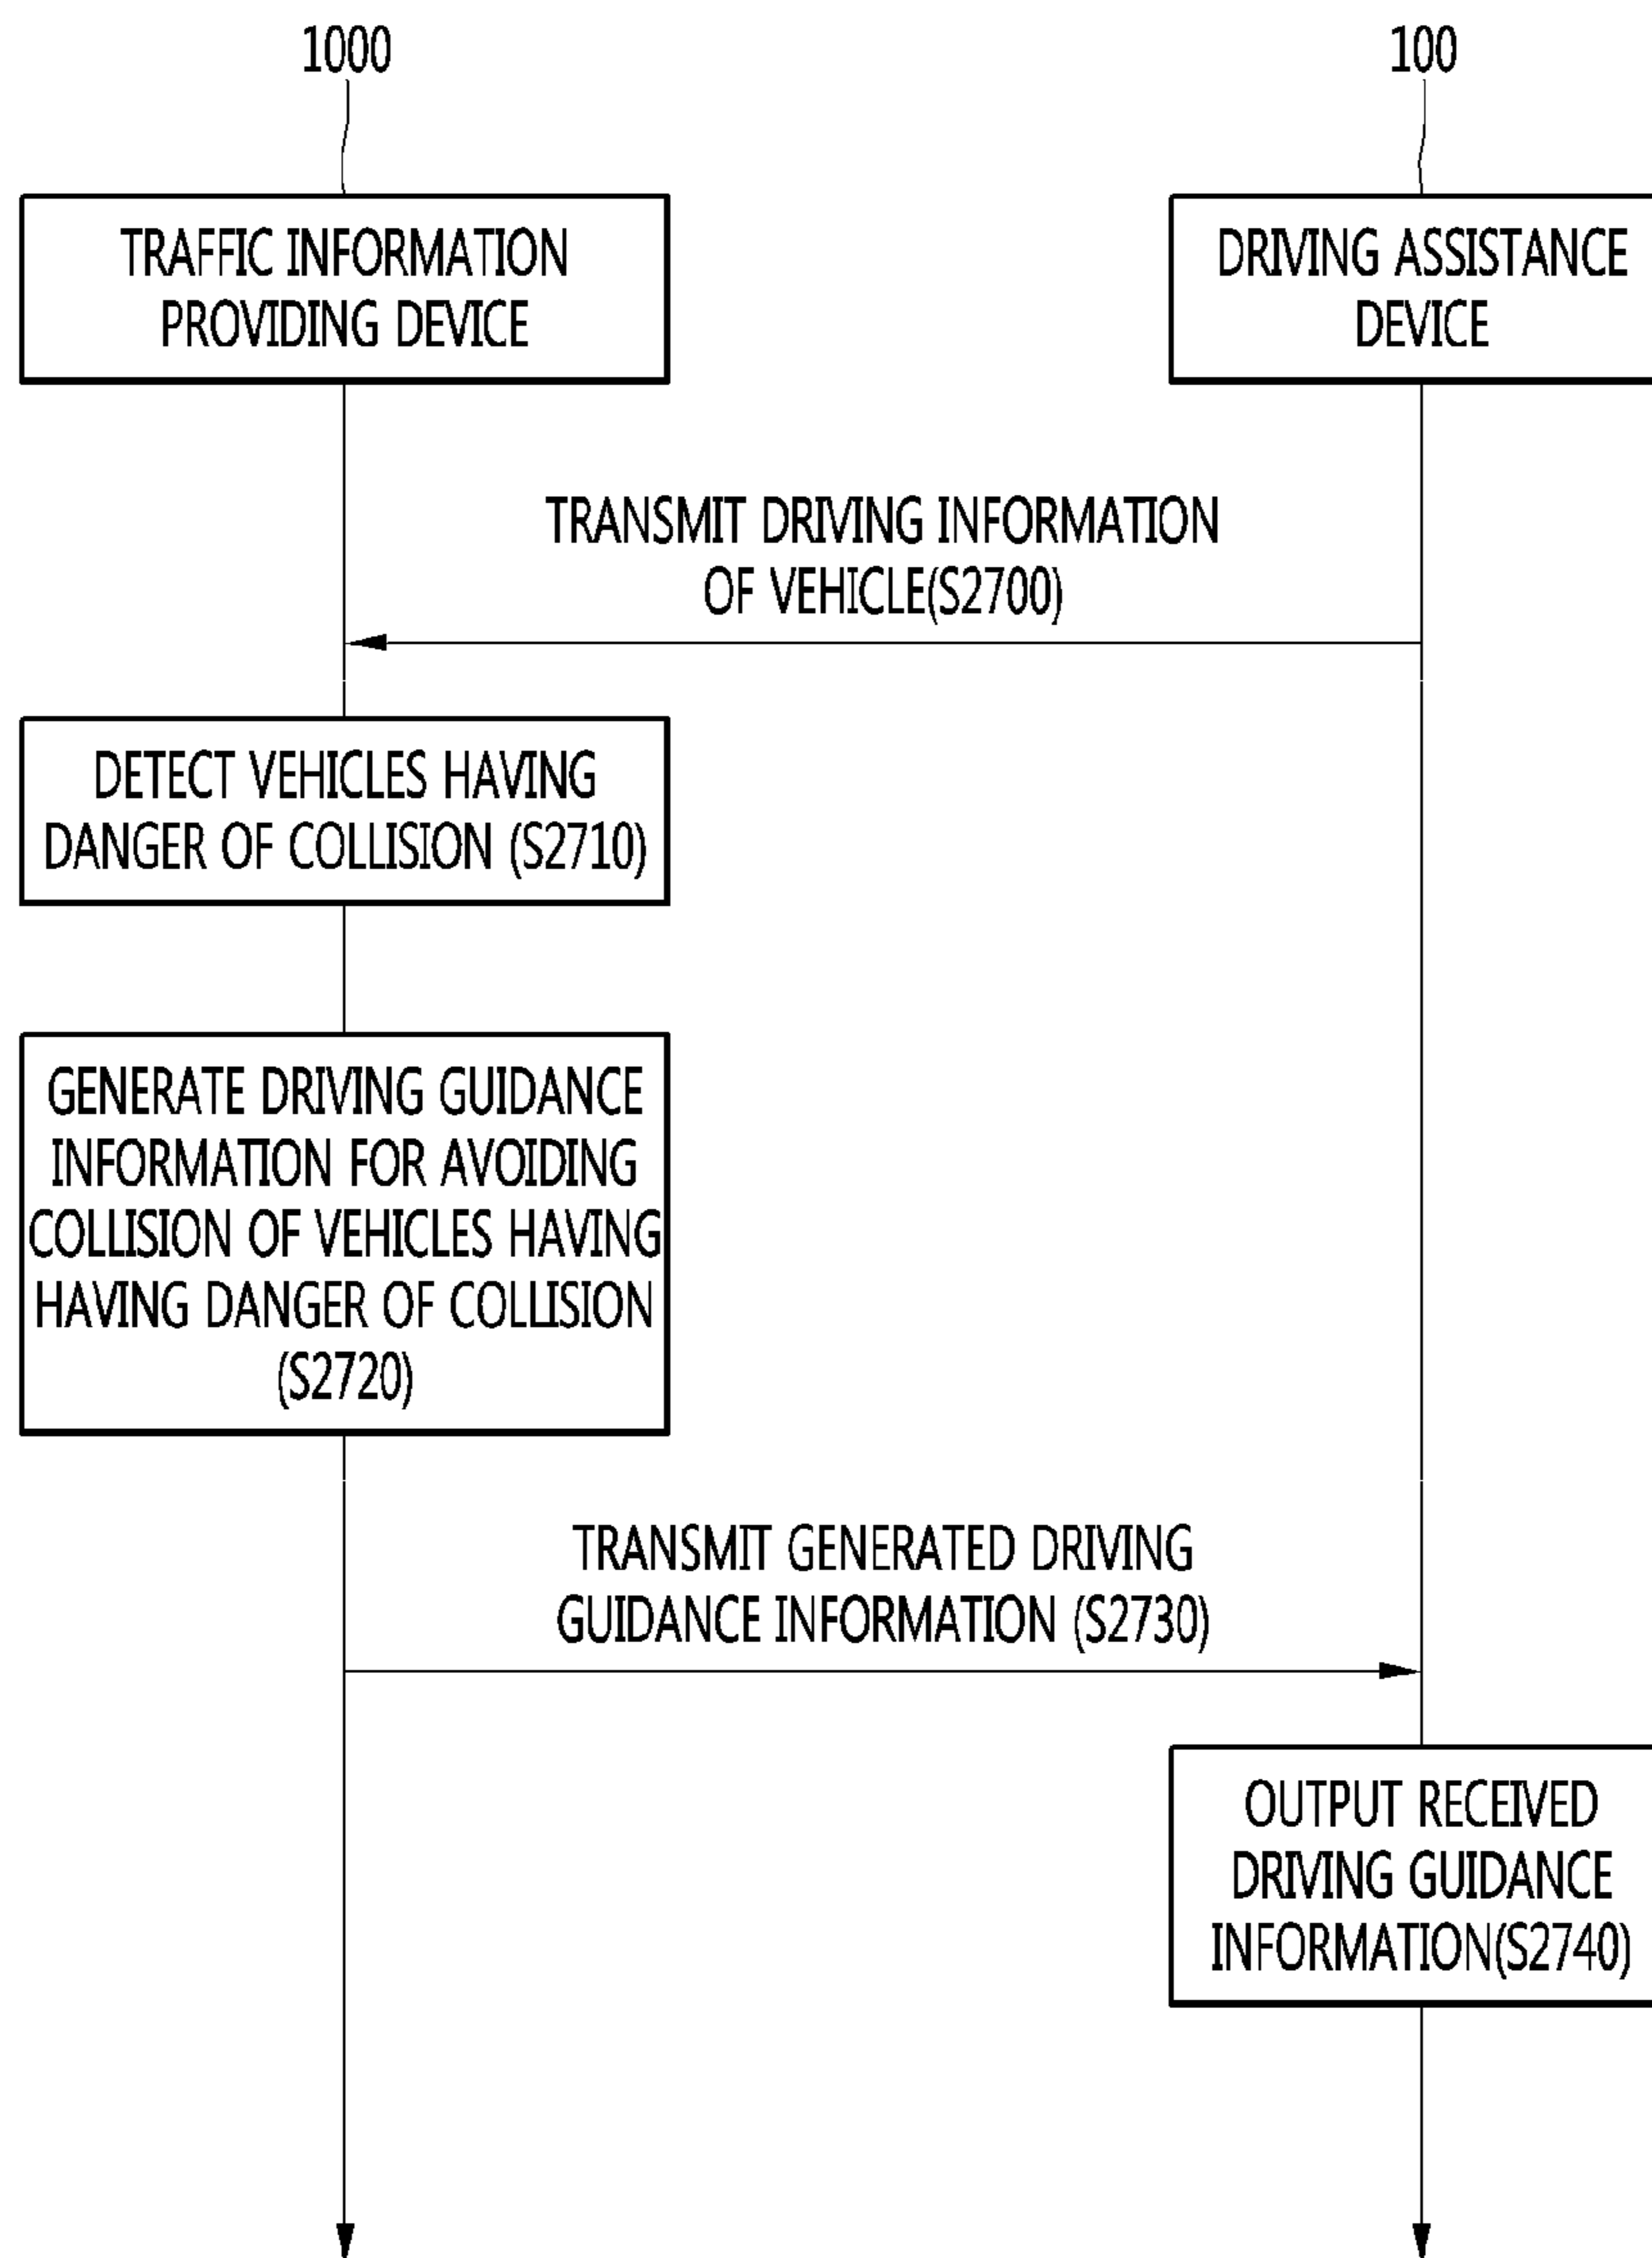 1000
100
TRAFFIC INFORMATION
PROVIDING DEVICE
DRIVING ASSISTANCE
DEVICE
TRANSMIT DRIVING INFORMATION
OF VEHICLE(S2700)
DETECT VEHICLES HAVING
DANGER OF COLLISION (S2710)
GENERATE DRIVING GUIDANCE
INFORMATION FOR AVOIDING
COLLISION OF VEHICLES HAVING
HAVING DANGER OF COLLISION
(S2720)
TRANSMIT GENERATED DRIVING
GUIDANCE INFORMATION (S2730)
OUTPUT RECEIVED
DRIVING GUIDANCE
INFORMATION(S2740)